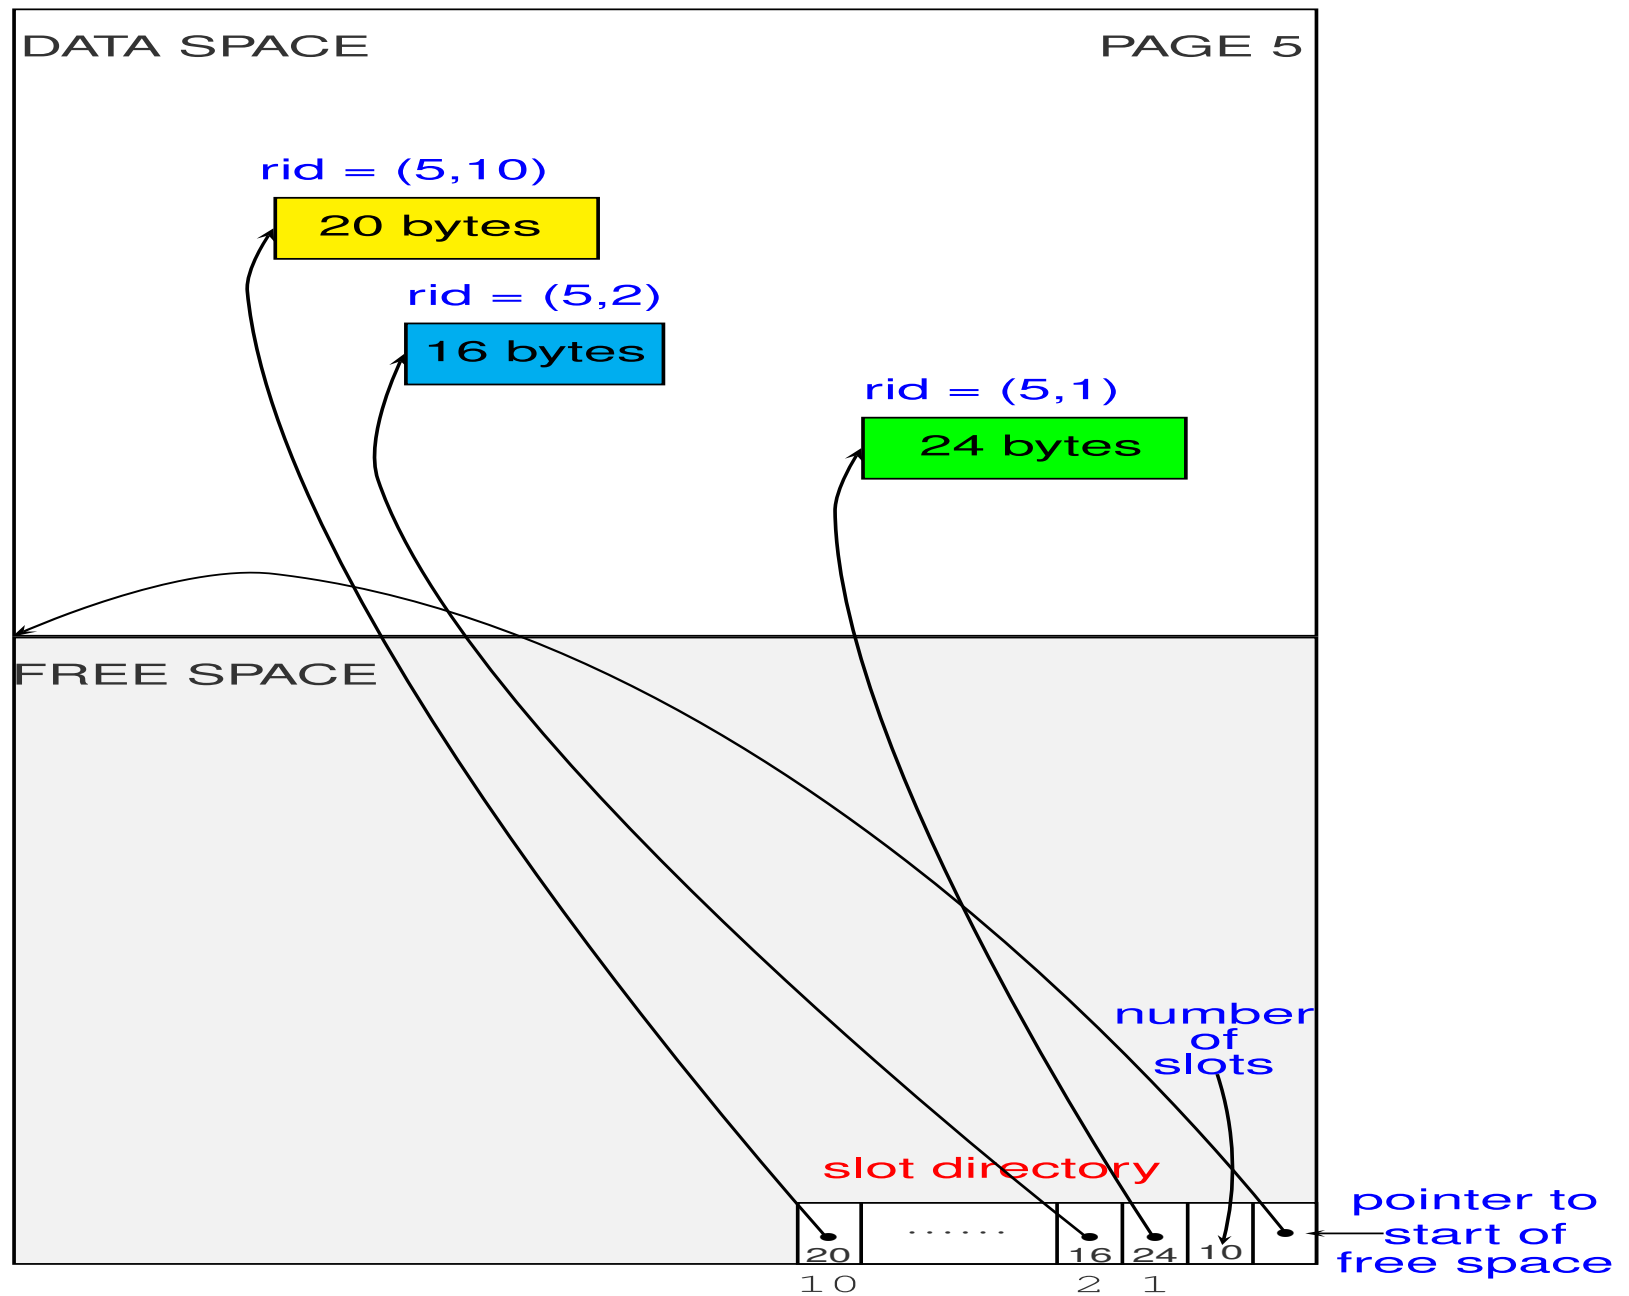 DATA SPACE
PAGE 5
rid = (5,10)
20 bytes
rid = (5,2)
16 bytes
rid = (5,1)
24 bytes
FREE SPACE
number
of
slots
slot directory
pointer to
start of
free space
20
......
16
24
10
10
2
1